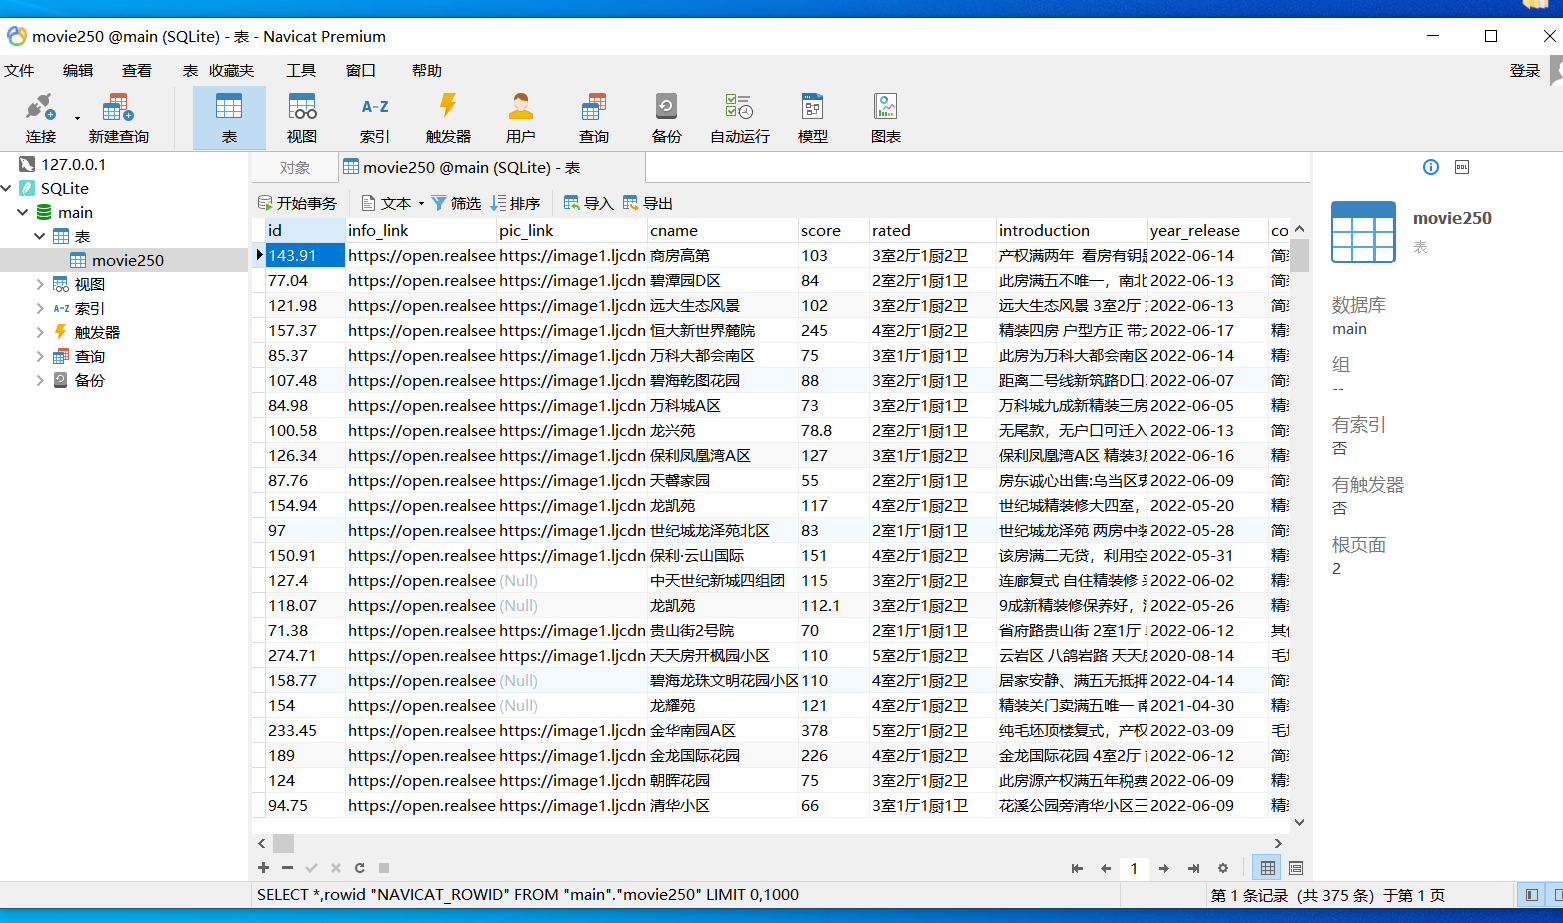 movie250 @main (SQLite) - 表 - Navicat Premium
文件 编辑 查看 表 收藏夹 工具 窗口 帮助 登录
连接 新建查询 表 视图 索引 触发器 用户 查询 备份 自动运行 模型 图表
127.0.0.1
SQLite
main
表
movie250
视图
索引
触发器
查询
备份
对象 movie250 @main (SQLite) - 表
开始事务 文本 筛选 排序 导入 导出
id info_link pic_link cname score rated introduction year_release co
143.91 https://open.realsee https://image1.ljcdn 商房高第 103 3室2厅1厨2卫 产权满两年 看房有钥 2022-06-14 简
77.04 https://open.realsee https://image1.ljcdn 碧潭园D区 84 2室2厅1厨1卫 此房满五不唯一，南北 2022-06-13 简
121.98 https://open.realsee https://image1.ljcdn 远大生态风景 102 3室2厅1厨2卫 远大生态风景 3室2厅 2022-06-13 简
157.37 https://open.realsee https://image1.ljcdn 恒大新世界麓院 245 4室2厅1厨2卫 精装四房 户型方正 带 2022-06-17 精
85.37 https://open.realsee https://image1.ljcdn 万科大都会南区 75 3室1厅1厨1卫 此房为万科大都会南区 2022-06-14 精
107.48 https://open.realsee https://image1.ljcdn 碧海乾图花园 88 3室2厅1厨2卫 距离二号线新筑路D口 2022-06-07 简
84.98 https://open.realsee https://image1.ljcdn 万科城A区 73 3室2厅1厨2卫 万科城九成新精装三房 2022-06-05 精
100.58 https://open.realsee https://image1.ljcdn 龙兴苑 78.8 2室2厅1厨1卫 无尾款，无户口可迁入 2022-06-13 简
126.34 https://open.realsee https://image1.ljcdn 保利凤凰湾A区 127 3室1厅1厨2卫 保利凤凰湾A区 精装3 2022-06-16 精
87.76 https://open.realsee https://image1.ljcdn 天馨家园 55 2室2厅1厨1卫 房东诚心出售:乌当区 2022-06-09 简
154.94 https://open.realsee https://image1.ljcdn 龙凯苑 117 4室2厅1厨2卫 世纪城精装修大四室， 2022-05-20 精
97 https://open.realsee https://image1.ljcdn 世纪城龙泽苑北区 83 2室1厅1厨1卫 世纪城龙泽苑 两房中 2022-05-28 简
150.91 https://open.realsee https://image1.ljcdn 保利·云山国际 151 4室2厅1厨2卫 该房满二无贷，利用空 2022-05-31 精
127.4 https://open.realsee (Null) 中天世纪新城四组团 115 3室2厅1厨2卫 连廊复式 自住精装修 2022-06-02 精
118.07 https://open.realsee (Null) 龙凯苑 112.1 3室2厅1厨2卫 9成新精装修保养好， 2022-05-26 精
71.38 https://open.realsee https://image1.ljcdn 贵山街2号院 70 2室1厅1厨1卫 省府路贵山街 2室1厅 2022-06-12 其
274.71 https://open.realsee https://image1.ljcdn 天天房开枫园小区 110 5室2厅1厨2卫 云岩区 八鸽岩路 天天 2020-08-14 毛
158.77 https://open.realsee (Null) 碧海龙珠文明花园小区 110 4室2厅1厨2卫 居家安静、满五无抵押 2022-04-14 简
154 https://open.realsee (Null) 龙耀苑 121 4室2厅1厨2卫 精装关门卖满五唯一 南 2021-04-30 精
233.45 https://open.realsee https://image1.ljcdn 金华南园A区 378 5室2厅1厨2卫 纯毛坯顶楼复式，产权 2022-03-09 毛
189 https://open.realsee https://image1.ljcdn 金龙国际花园 226 4室2厅1厨2卫 金龙国际花园 4室2厅 2022-06-12 简
124 https://open.realsee https://image1.ljcdn 朝晖花园 75 3室2厅1厨2卫 此房源产权满五年税费 2022-06-09 精
94.75 https://open.realsee https://image1.ljcdn 清华小区 66 3室1厅1厨1卫 花溪公园旁清华小区三 2022-06-09 精
1
SELECT *,rowid "NAVICAT_ROWID" FROM "main"."movie250" LIMIT 0,1000
第 1 条记录 (共 375 条) 于第 1 页
DDL
movie250
表
数据库
main
组
--
有索引
否
有触发器
否
根页面
2